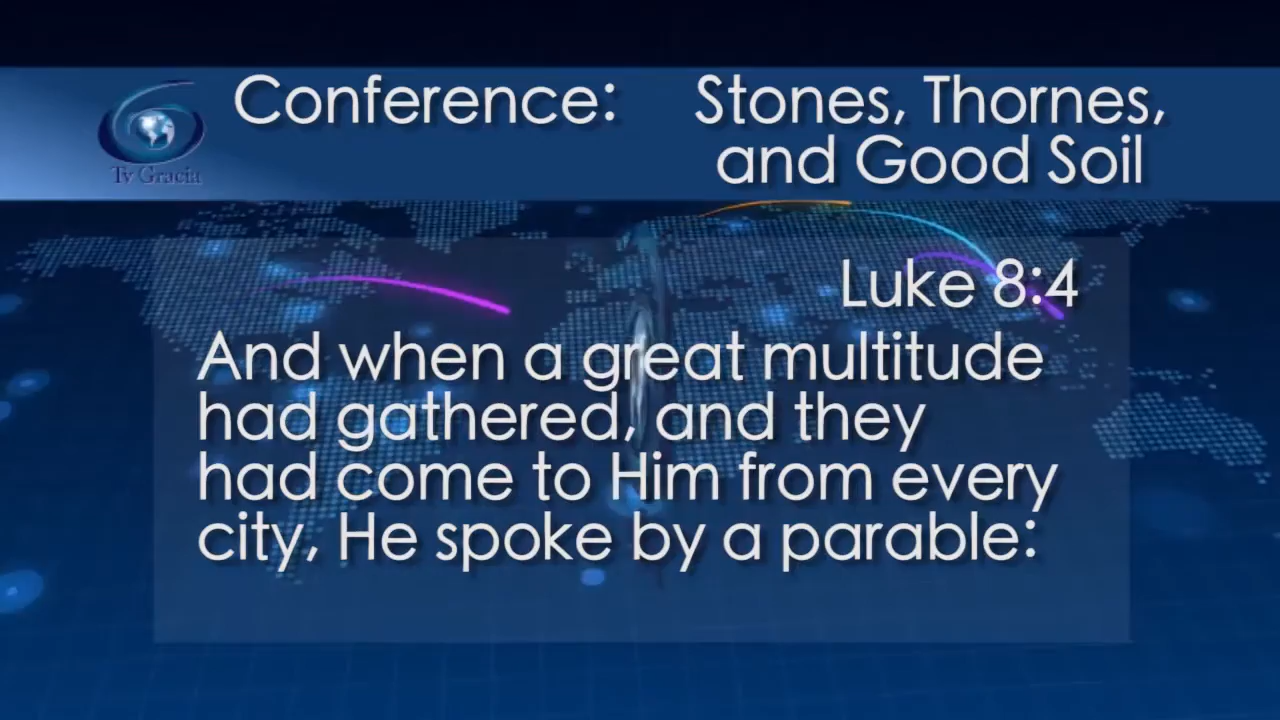 Conference: Stones, Thornes,
and Good Soil
Tv Gracia
Luke 8:4
And when a great multitude
had gathered, and they
had come to Him from every
city, He spoke by a parable: